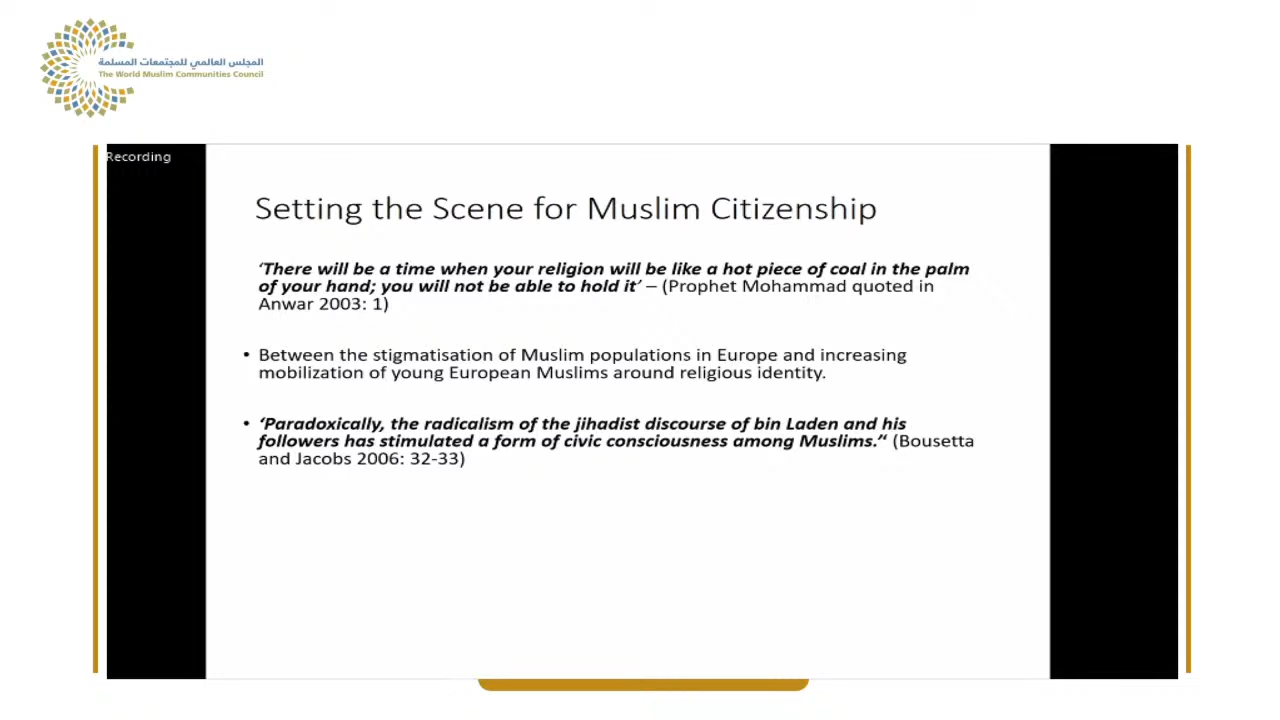 المجلس العالمي للمجتمعات المسلمة
The World Muslim Communities Council
Recording
Setting the Scene for Muslim Citizenship
‘There will be a time when your religion will be like a hot piece of coal in the palm
of your hand; you will not be able to hold it’ – (Prophet Mohammad quoted in
Anwar 2003: 1)
• Between the stigmatisation of Muslim populations in Europe and increasing
mobilization of young European Muslims around religious identity.
• ‘Paradoxically, the radicalism of the jihadist discourse of bin Laden and his
followers has stimulated a form of civic consciousness among Muslims.“ (Bousetta
and Jacobs 2006: 32-33)